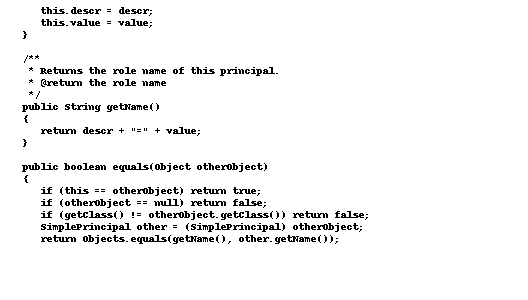 this.descr = descr;
this.value = value;
}
/**
* Returns the role name of this principal.
* @return the role name
*/
public String getName()
{
return descr + "=" + value;
}
public boolean equals(Object otherObject)
{
if (this == otherObject) return true;
if (otherObject == null) return false;
if (getClass() != otherObject.getClass()) return false;
SimplePrincipal other = (SimplePrincipal) otherObject;
return Objects.equals(getName(), other.getName());